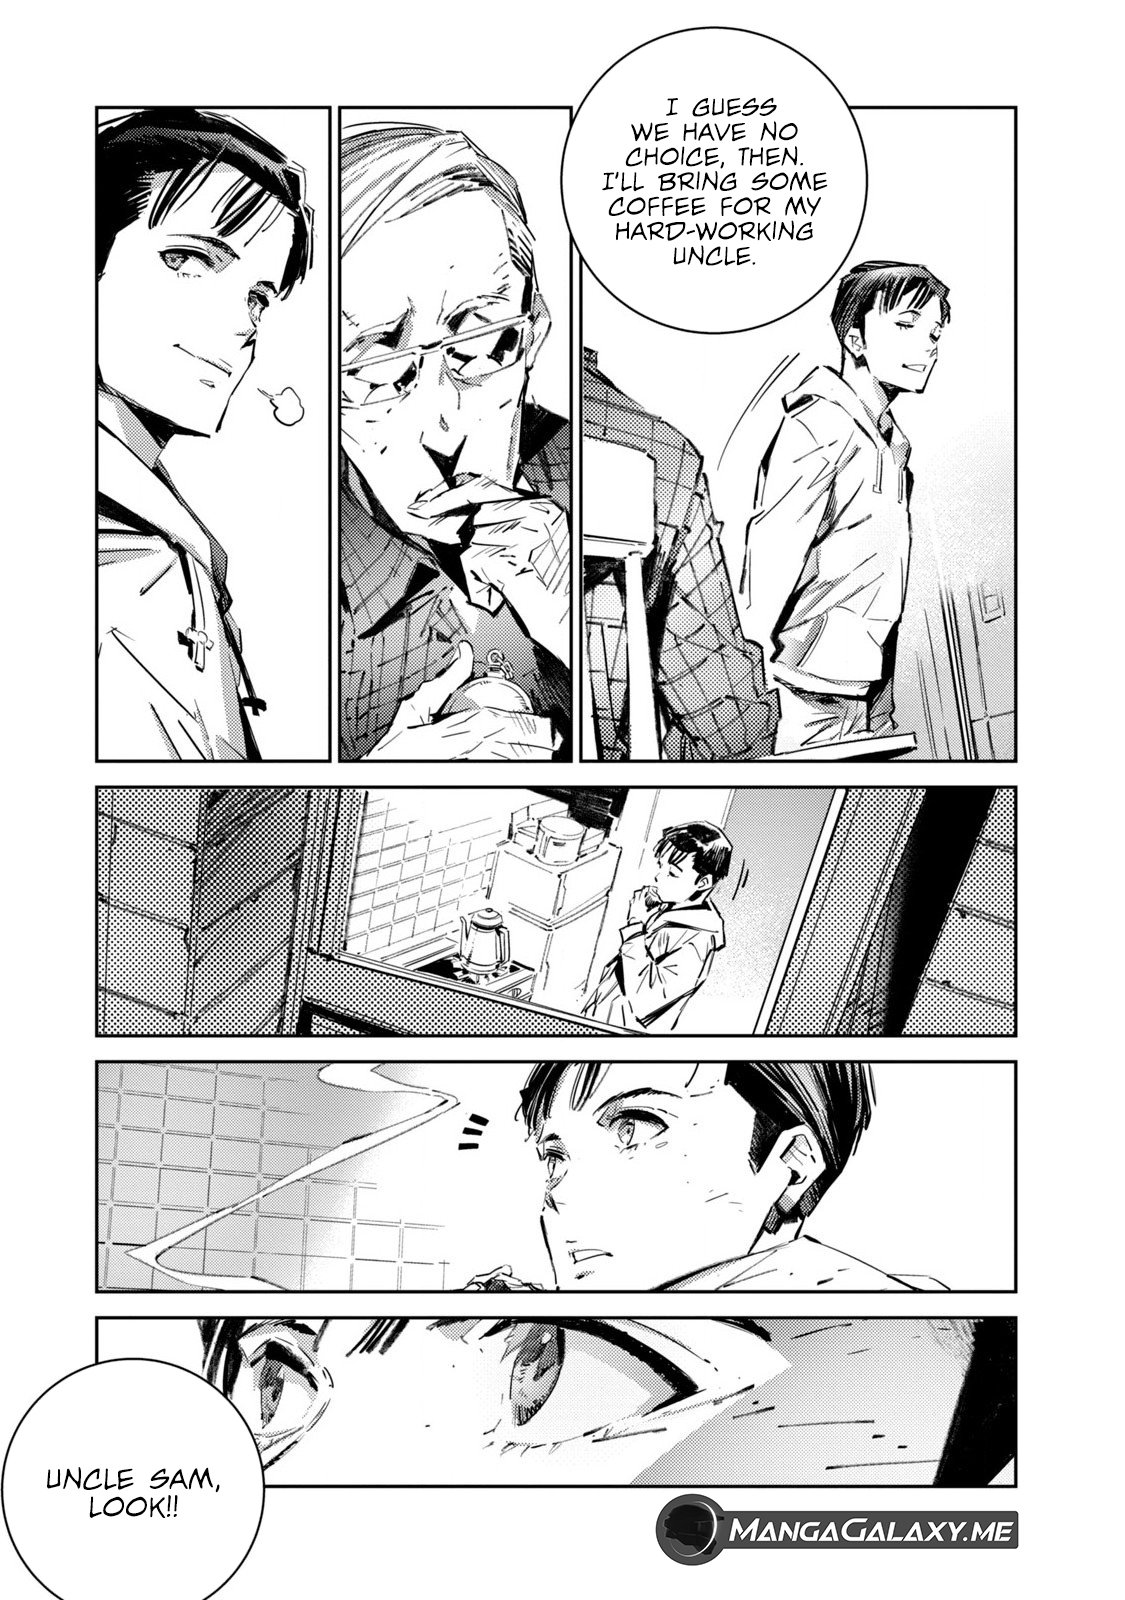 I GUESS
WE HAVE NO
CHOICE, THEN.
I'LL BRING SOME
COFFEE FOR MY
HARD-WORKING
UNCLE.
UNCLE SAM,
LOOK!!
MANGAGALAXY.ME